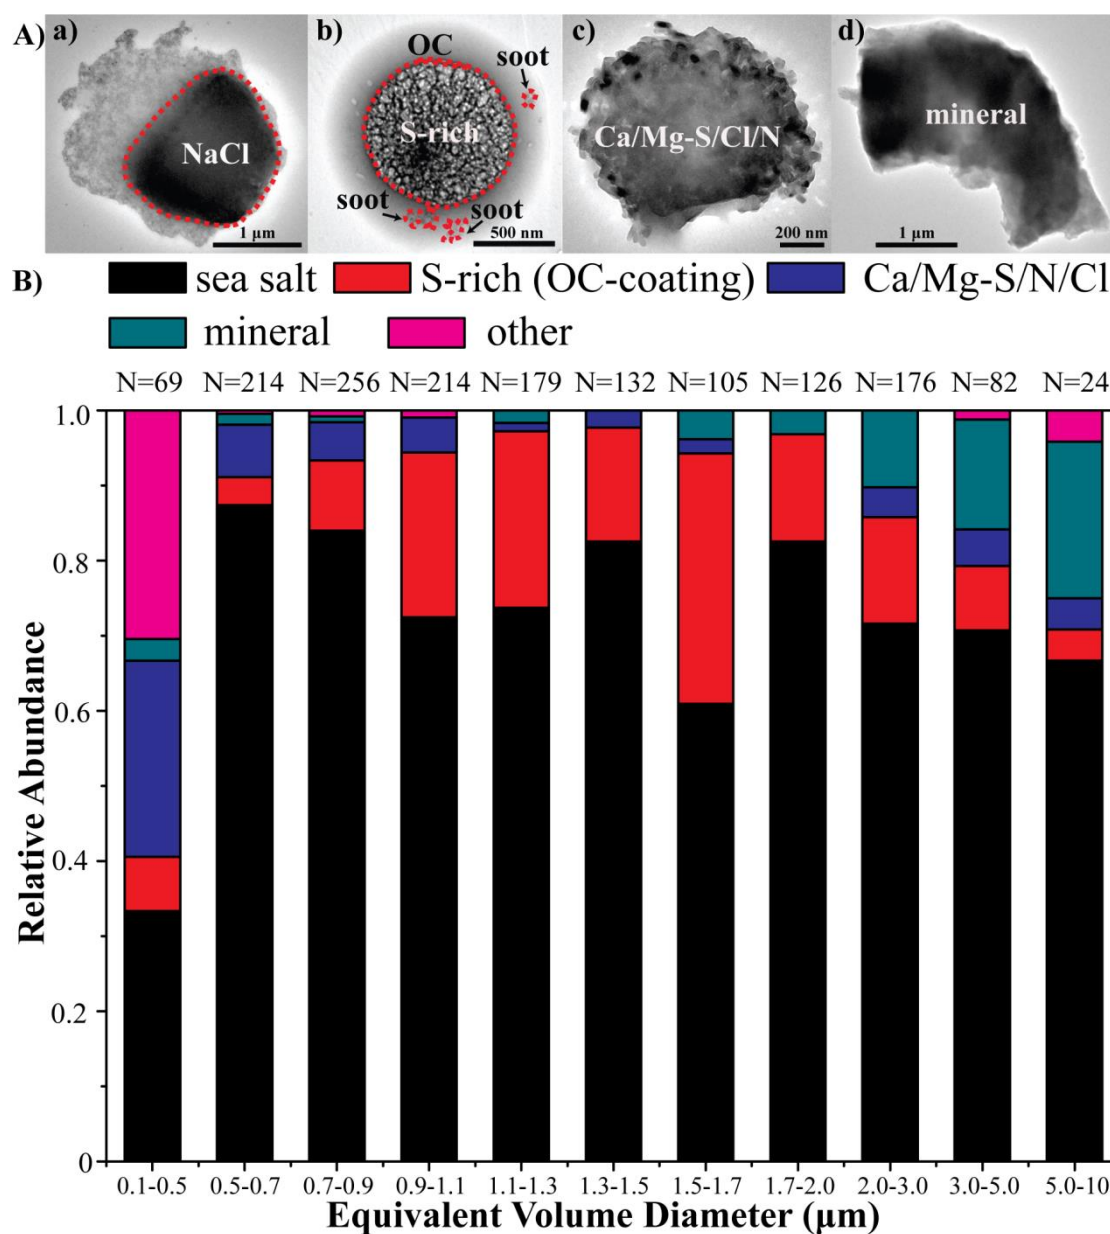 A) a) b) c) d)
OC
soot
NaCl
S-rich
Ca/Mg-S/Cl/N
mineral
soot
soot
1 μm
500 nm
200 nm
1 μm
B) sea salt S-rich (OC-coating) Ca/Mg-S/N/Cl
mineral other
N=69 N=214 N=256 N=214 N=179 N=132 N=105 N=126 N=176 N=82 N=24
1.0
0.8
0.6
0.4
0.2
0
Relative Abundance
0.1-0.5 0.5-0.7 0.7-0.9 0.9-1.1 1.1-1.3 1.3-1.5 1.5-1.7 1.7-2.0 2.0-3.0 3.0-5.0 5.0-10
Equivalent Volume Diameter (μm)